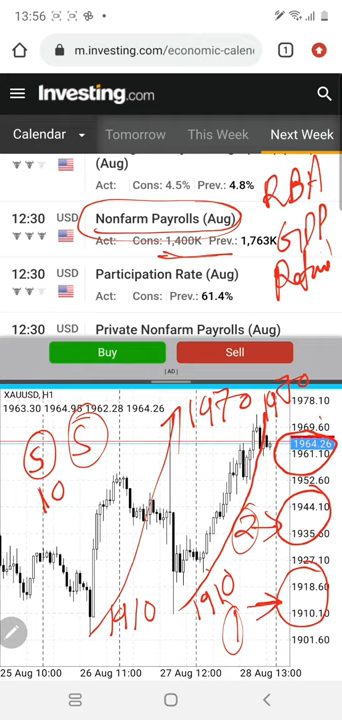 13:56
m.investing.com/economic-calen
1
Investing.com
Calendar Tomorrow This Week Next Week
(Aug)
Act: Cons: 4.5% Prev.: 4.8%
RBA
12:30 USD Nonfarm Payrolls (Aug)
Act: Cons: 1,400K Prev.: 1,763K
GDP
12:30 USD Participation Rate (Aug)
Act: Cons: Prev.: 61.4%
12:30 USD Private Nonfarm Payrolls (Aug)
Buy Sell
[AD]
XAUUSD,H1
1963.30 1964.95 1962.28 1964.26
1970
1970
1978.10
1969.60
1964.26
1961.10
1952.60
1944.10
1935.60
1927.10
1918.60
1910.10
1901.60
S
S
10
2
1910
1910
1
25 Aug 10:00 26 Aug 11:00 27 Aug 12:00 28 Aug 13:00